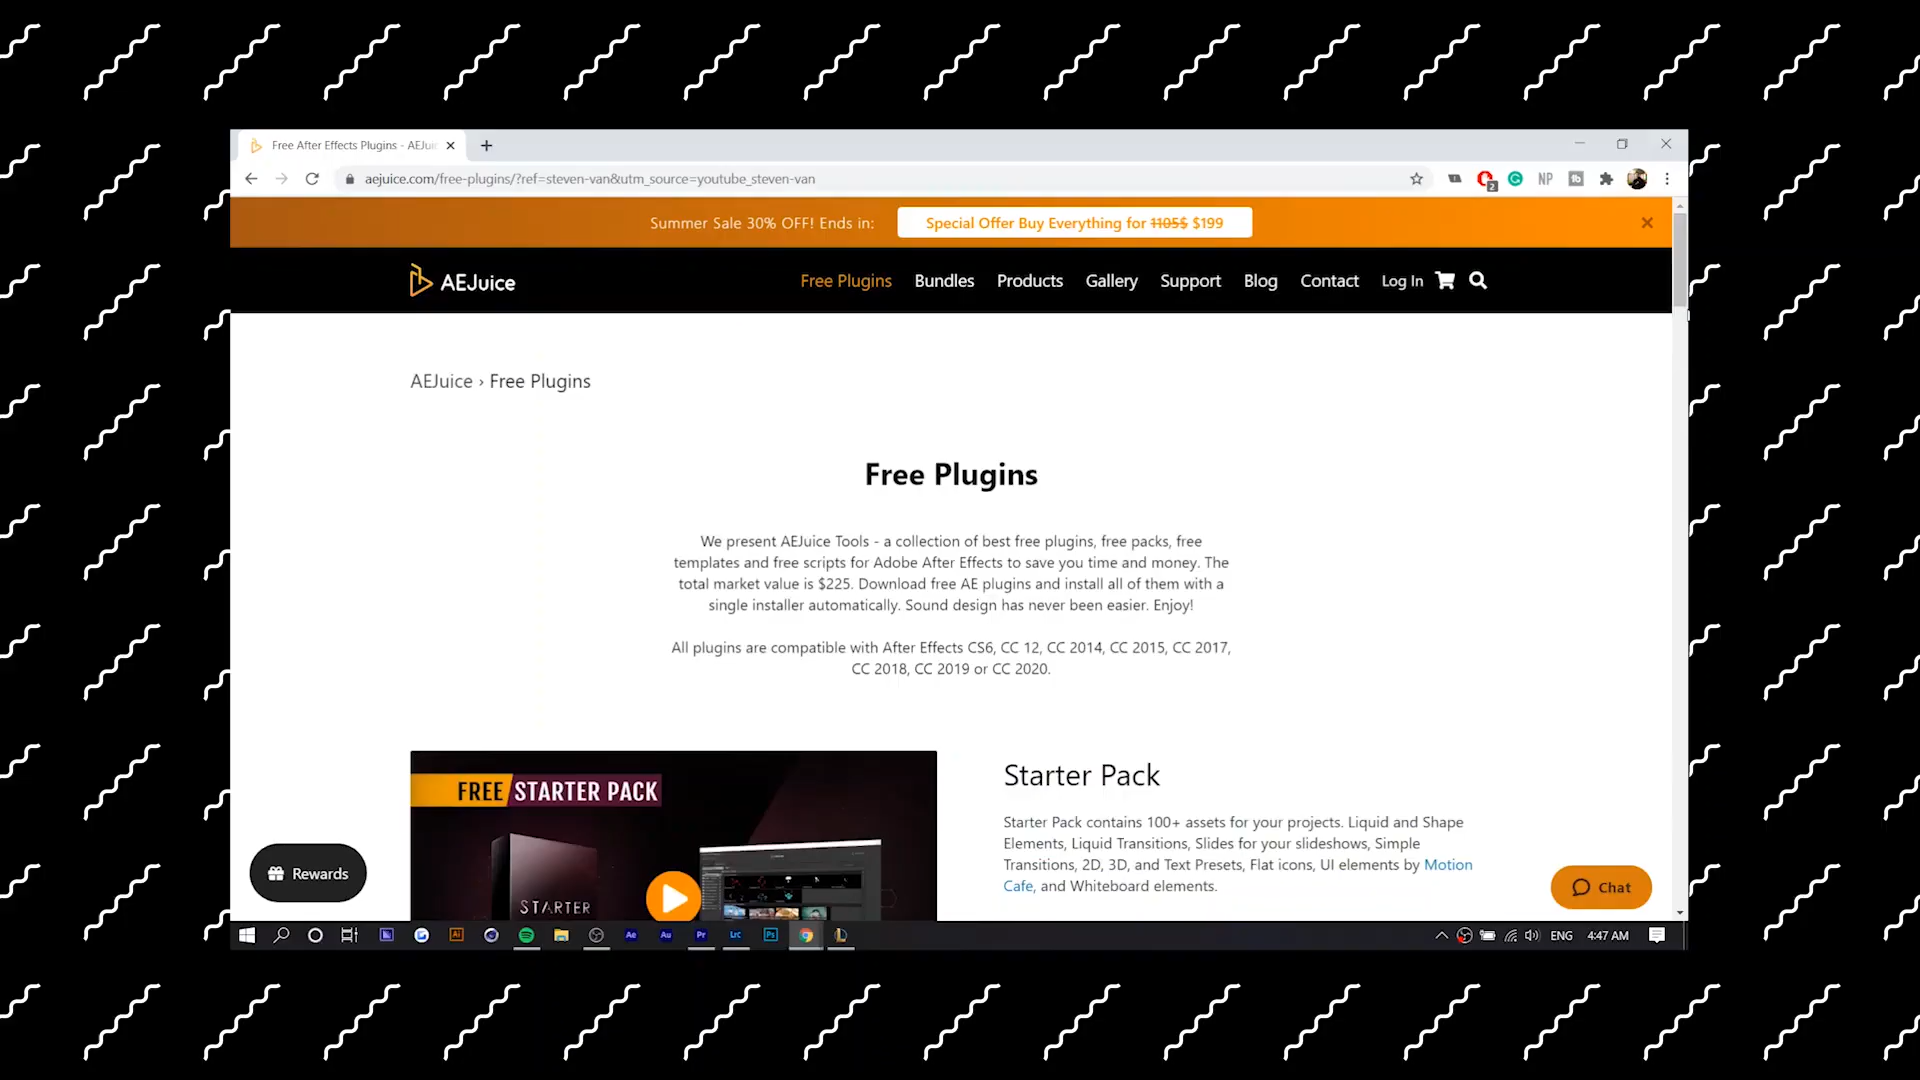 Free After Effects Plugins - AEJuic
aejuice.com/free-plugins/?ref=steven-van&utm_source=youtube_steven-van
2
NP
Summer Sale 30% OFF! Ends in:
Special Offer Buy Everything for 1105$ $199
AEJuice
Free Plugins
Bundles
Products
Gallery
Support
Blog
Contact
Log In
AEJuice › Free Plugins
Free Plugins
We present AEJuice Tools - a collection of best free plugins, free packs, free
templates and free scripts for Adobe After Effects to save you time and money. The
total market value is $225. Download free AE plugins and install all of them with a
single installer automatically. Sound design has never been easier. Enjoy!
All plugins are compatible with After Effects CS6, CC 12, CC 2014, CC 2015, CC 2017,
CC 2018, CC 2019 or CC 2020.
FREE STARTER PACK
STARTER
Starter Pack
Starter Pack contains 100+ assets for your projects. Liquid and Shape
Elements, Liquid Transitions, Slides for your slideshows, Simple
Transitions, 2D, 3D, and Text Presets, Flat icons, UI elements by Motion
Cafe, and Whiteboard elements.
Rewards
Chat
Ai
Ae
Au
Pr
Lrc
Ps
ENG
4:47 AM